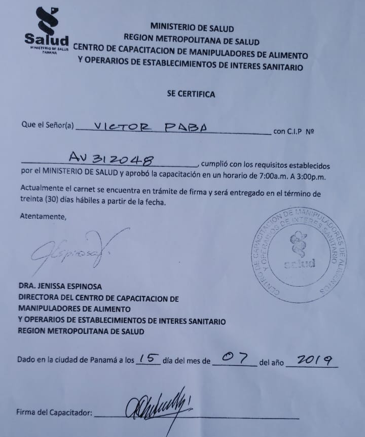 Salud
MINISTERIO DE SALUD
PANAMÁ
MINISTERIO DE SALUD
REGION METROPOLITANA DE SALUD
CENTRO DE CAPACITACION DE MANIPULADORES DE ALIMENTO
Y OPERARIOS DE ESTABLECIMIENTOS DE INTERES SANITARIO
SE CERTIFICA
Que el Señor(a) VICTOR PABA con C.I.P Nº
AV312048, cumplió con los requisitos establecidos
por el MINISTERIO DE SALUD y aprobó la capacitación en un horario de 7:00a.m. A 3:00p.m.
Actualmente el carnet se encuentra en trámite de firma y será entregado en el término de
treinta (30) días hábiles a partir de la fecha.
Atentamente,
salud
DRA. JENISSA ESPINOSA
DIRECTORA DEL CENTRO DE CAPACITACION DE
MANIPULADORES DE ALIMENTO
Y OPERARIOS DE ESTABLECIMIENTOS DE INTERES SANITARIO
REGION METROPOLITANA DE SALUD
Dado en la ciudad de Panamá a los 15 día del mes de 07 del año 2019
Firma del Capacitador: